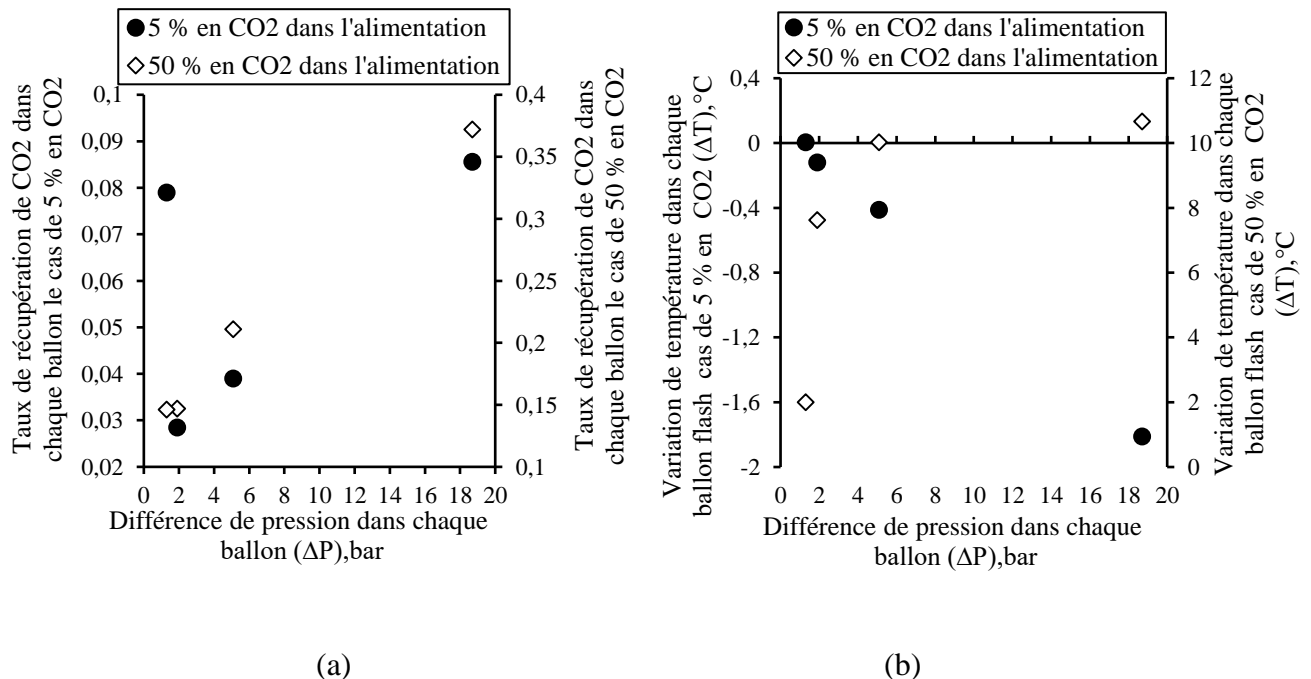 5 % en CO2 dans l'alimentation
50 % en CO2 dans l'alimentation
Taux de récupération de CO2 dans
chaque ballon le cas de 5 % en CO2
0,1
0,09
0,08
0,07
0,06
0,05
0,04
0,03
0,02
0,4
0,35
0,3
0,25
0,2
0,15
0,1
Taux de récupération de CO2 dans
chaque ballon le cas de 50 % en CO2
0 2 4 6 8 10 12 14 16 18 20
Différence de pression dans chaque
ballon (ΔP),bar
(a)
5 % en CO2 dans l'alimentation
50 % en CO2 dans l'alimentation
Variation de température dans chaque
ballon flash cas de 5 % en CO2 (ΔT),°C
0,4
0
-0,4
-0,8
-1,2
-1,6
-2
12
10
8
6
4
2
0
Variation de température dans chaque
ballon flash cas de 50 % en CO2
(ΔT),°C
0 2 4 6 8 10 12 14 16 18 20
Différence de pression dans chaque
ballon (ΔP),bar
(b)